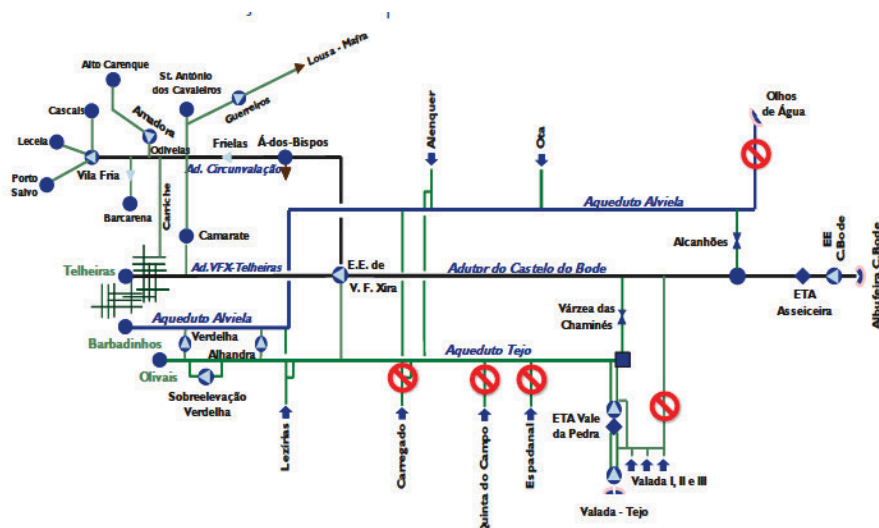 Lousa - Mafra
Alto Carenque
St. António
dos Cavaleiros
Guerreiros
Cascais
Amadora
Leceia
Odivelas
Frielas
Á-dos-Bispos
Ad. Circunvalação
Porto
Salvo
Vila Fria
Barcarena
Carriche
Camarate
Alenquer
Ota
Olhos
de Água
Aqueduto Alviela
Alcanhões
EE
C.Bode
Albufeira C.Bode
Telheiras
Ad.VFX-Telheiras
E.E. de
V. F. Xira
Adutor do Castelo do Bode
ETA
Asseiceira
Várzea das
Chaminés
Aqueduto Alviela
Barbadinhos
Verdelha
Alhandra
Olivais
Aqueduto Tejo
Sobreelevação
Verdelha
Lezírias
Carregado
Quinta do Campo
Espadanal
ETA Vale
da Pedra
Valada I, II e III
Valada - Tejo